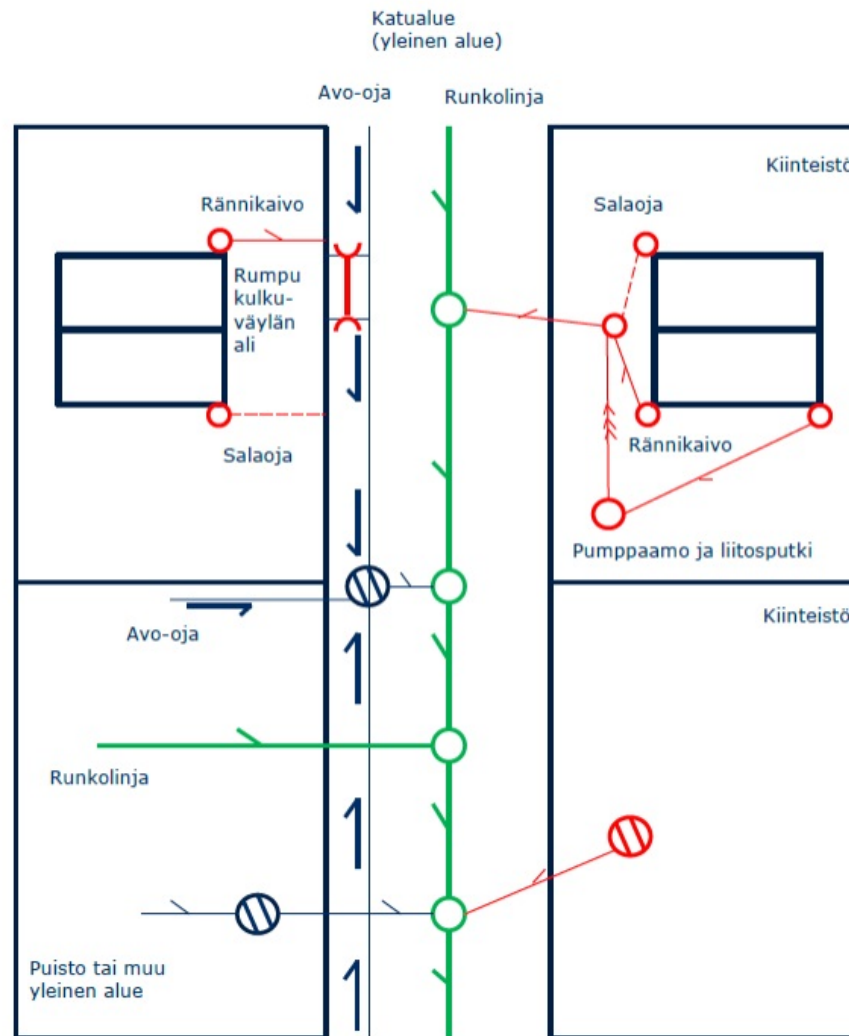 Katualue
(yleinen alue)
Avo-oja
Runkolinja
Kiinteistö
Rännikaivo
Salaoja
Rumpu
kulku-
väylän
ali
Rännikaivo
Salaoja
Pumppaamo ja liitosputki
Kiinteistö
Avo-oja
Runkolinja
Puisto tai muu
yleinen alue